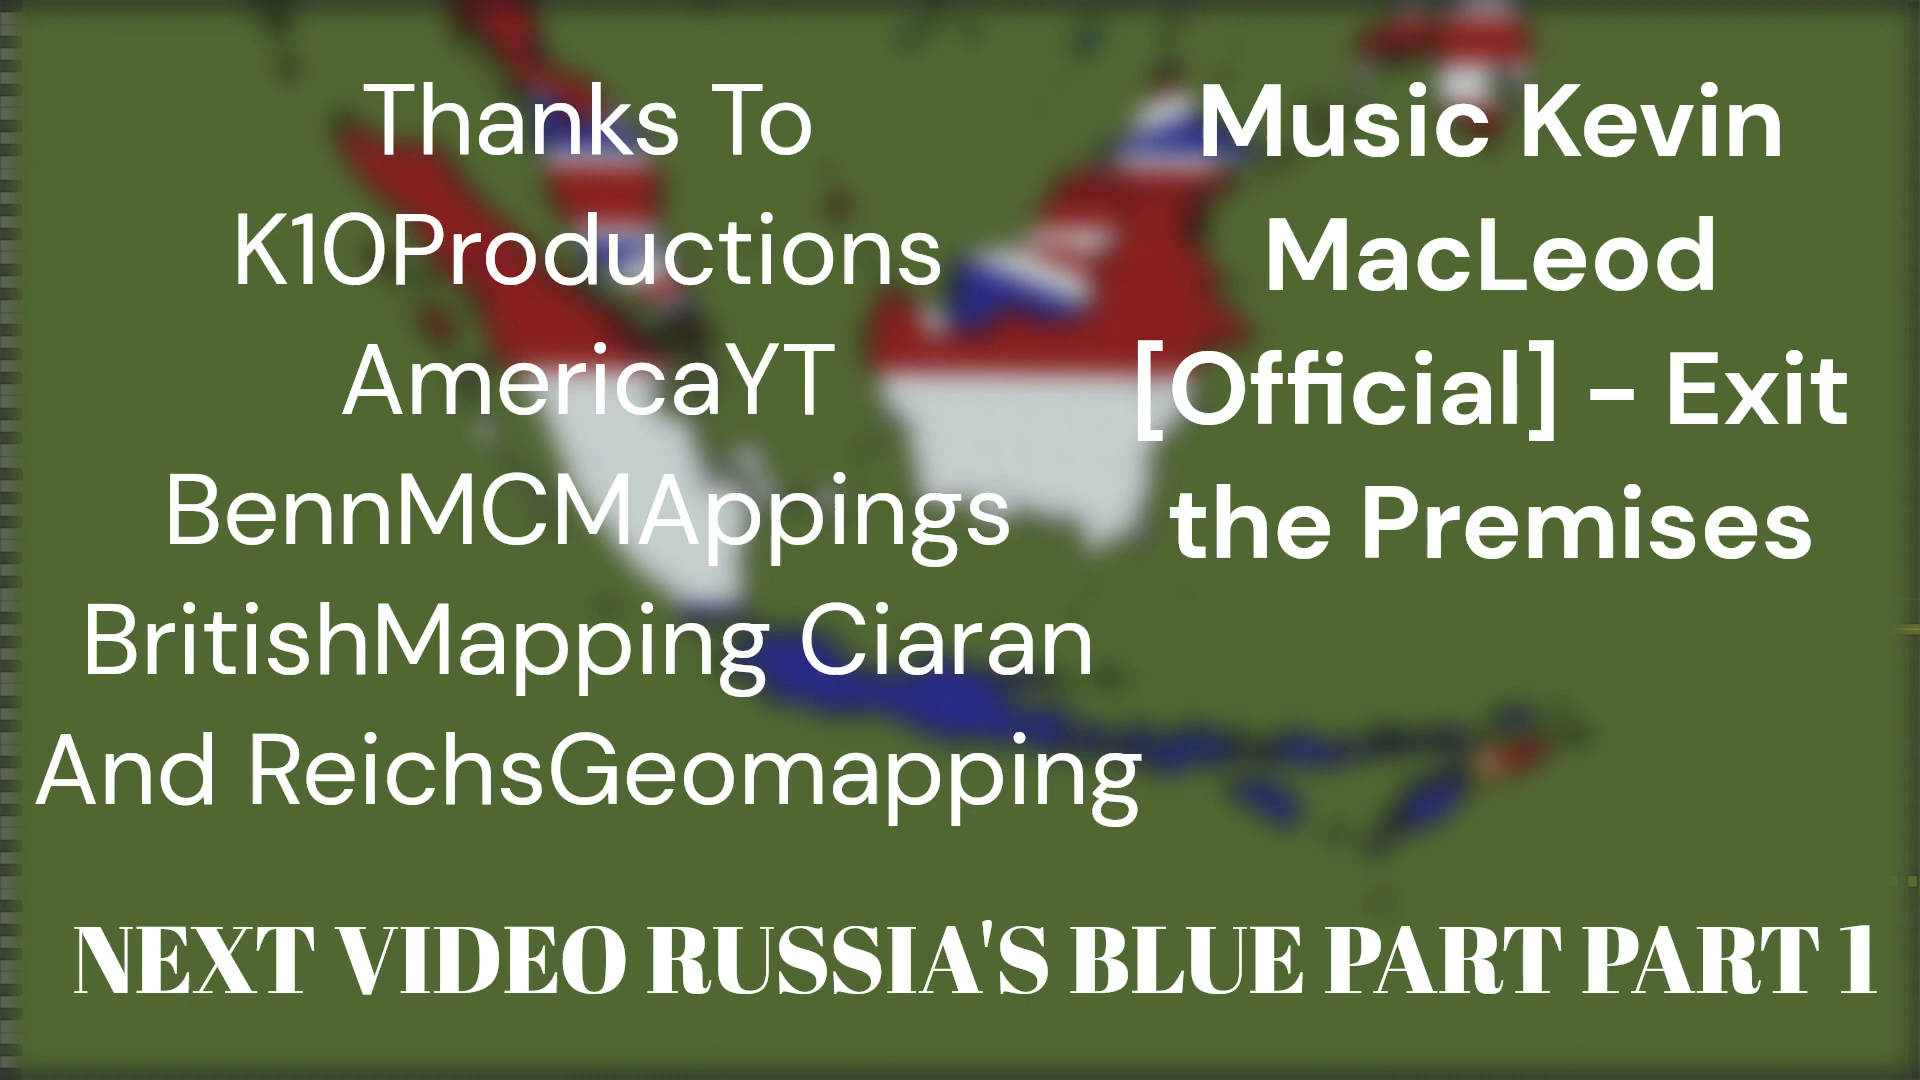 Thanks To
K10Productions
AmericaYT
BennMCMAppings
BritishMapping Ciaran
And ReichsGeomapping
Music Kevin
MacLeod
[Official] - Exit
the Premises
NEXT VIDEO RUSSIA'S BLUE PART PART 1